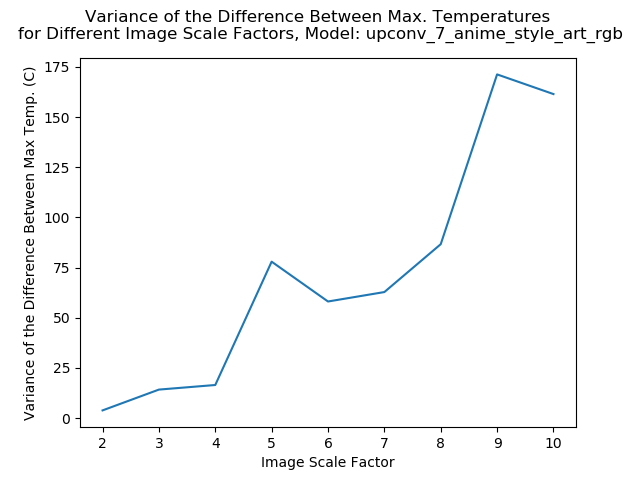 Variance of the Difference Between Max. Temperatures
for Different Image Scale Factors, Model: upconv_7_anime_style_art_rgb
Variance of the Difference Between Max Temp. (C)
175
150
125
100
75
50
25
0
2 3 4 5 6 7 8 9 10
Image Scale Factor